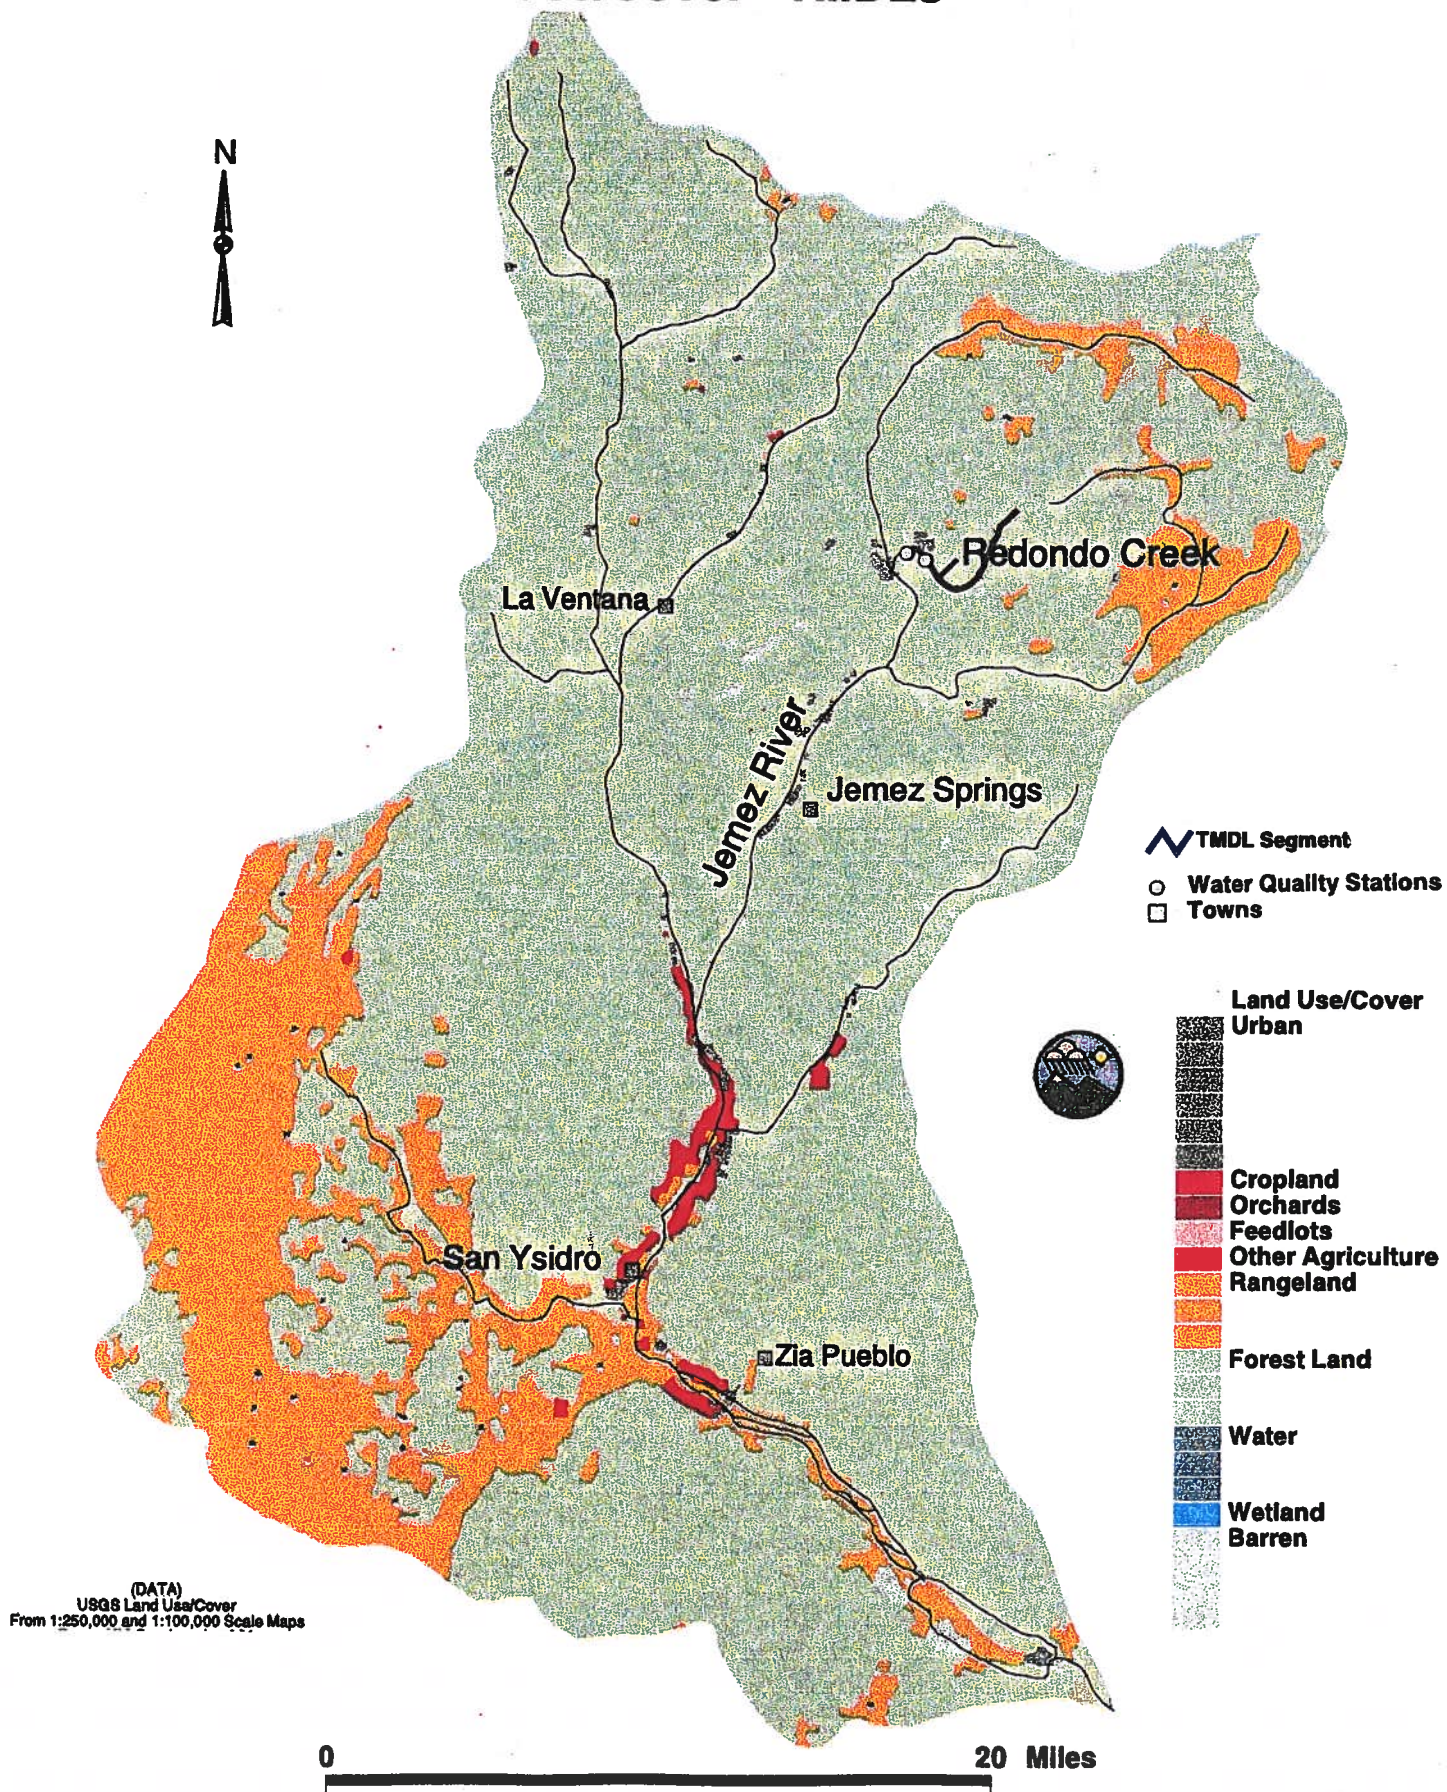 N
Redondo Creek
La Ventana
Jemez River
Jemez Springs
TMDL Segment
Water Quality Stations
Towns
Land Use/Cover
Urban
Cropland
Orchards
Feedlots
Other Agriculture
Rangeland
Forest Land
Water
Wetland
Barren
San Ysidro
Zia Pueblo
(DATA)
USGS Land Use/Cover
From 1:250,000 and 1:100,000 Scale Maps
0 20 Miles